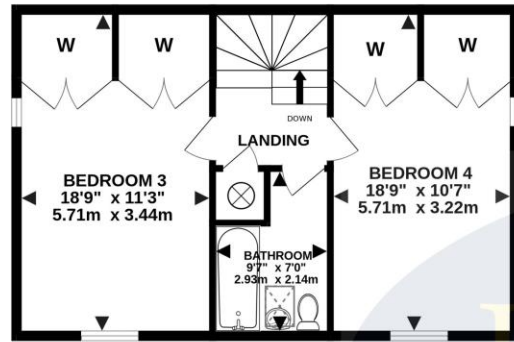 W
W
W
W
DOWN
LANDING
BEDROOM 3
18'9" x 11'3"
5.71m x 3.44m
BEDROOM 4
18'9" x 10'7"
5.71m x 3.22m
BATHROOM
9'7" x 7'0"
2.93m x 2.14m